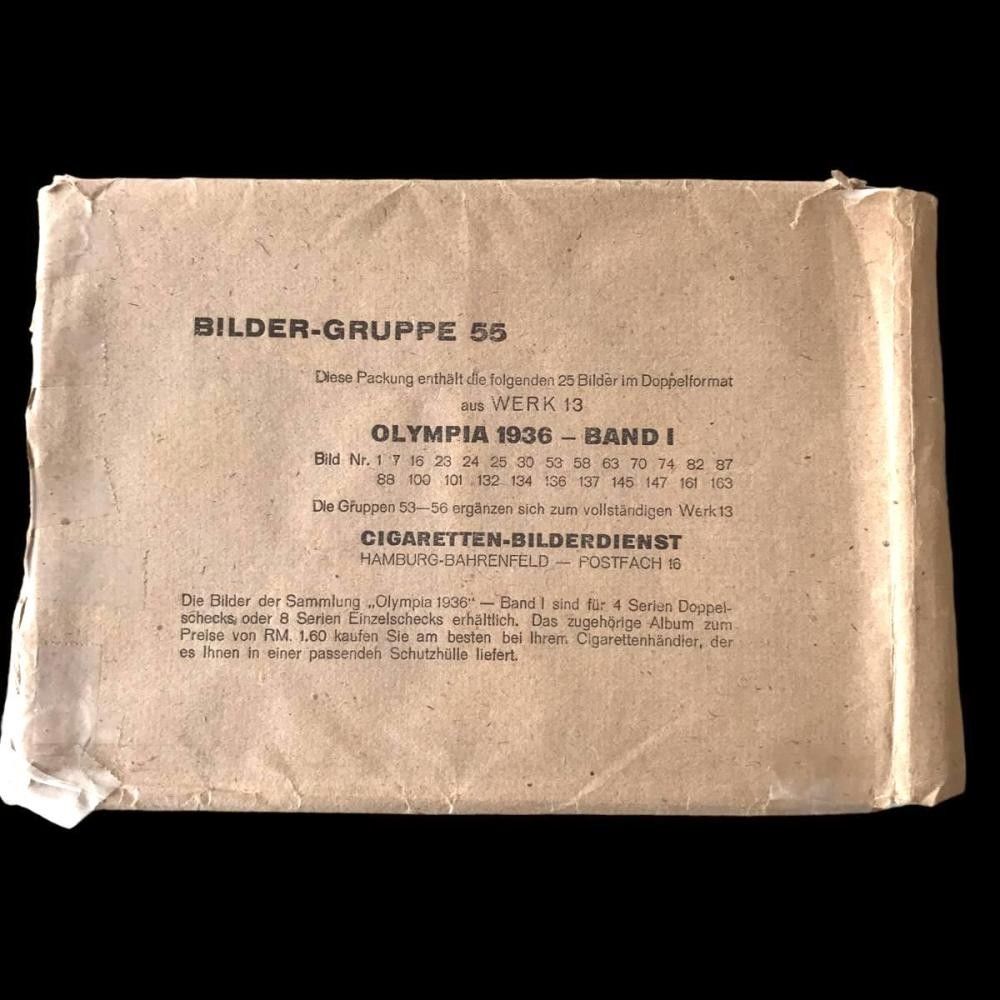 BILDER-GRUPPE 55
Diese Packung enthält die folgenden 25 Bilder im Doppelformat
aus WERK 13
OLYMPIA 1936 – BAND I
Bild Nr. 1 7 16 23 24 25 30 53 58 63 70 74 82 87
88 100 101 132 134 136 137 145 147 161 163
Die Gruppen 53—56 ergänzen sich zum vollständigen Werk 13
CIGARETTEN-BILDERDIENST
HAMBURG-BAHRENFELD — POSTFACH 16
Die Bilder der Sammlung „Olympia 1936“ — Band I sind für 4 Serien Doppel-
schecks, oder 8 Serien Einzelschecks erhältlich. Das zugehörige Album zum
Preise von RM. 1.60 kaufen Sie am besten bei Ihrem Cigarettenhändler, der
es Ihnen in einer passenden Schutzhülle liefert.